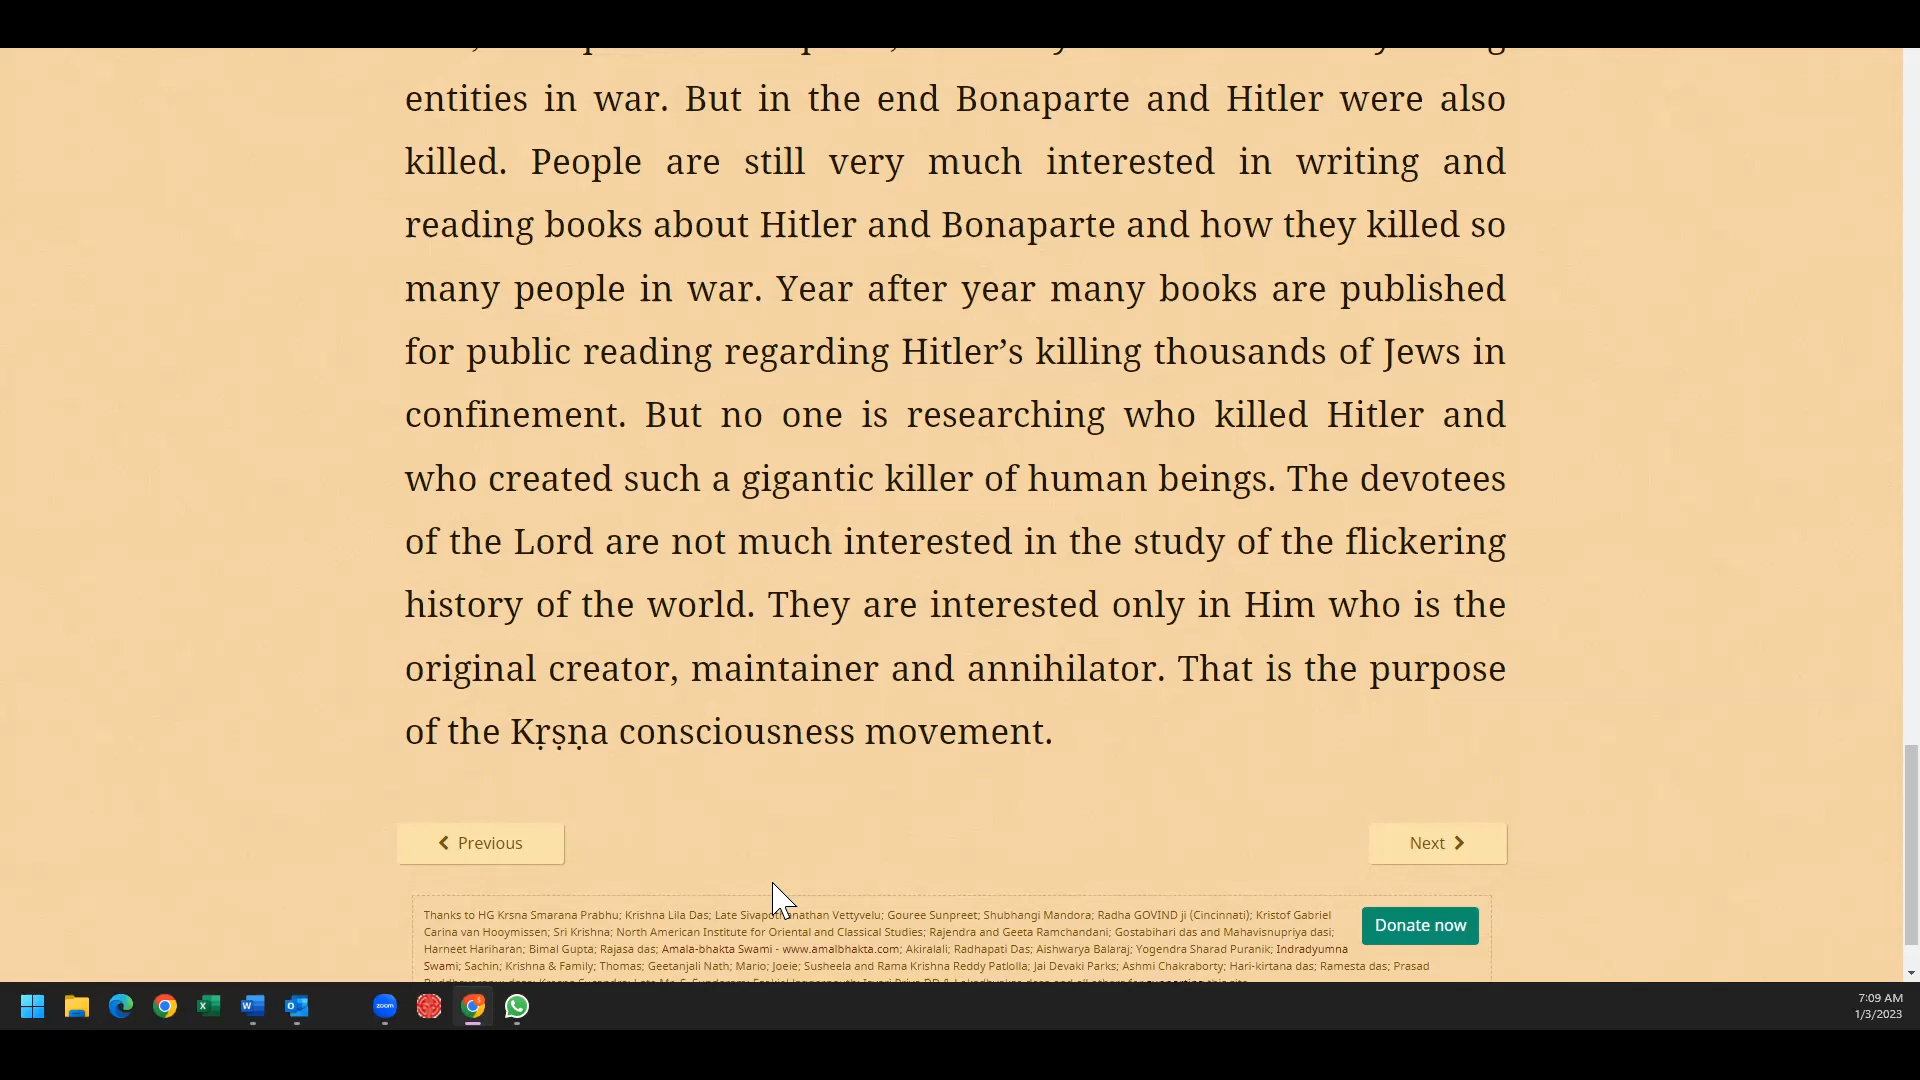 entities in war. But in the end Bonaparte and Hitler were also
killed. People are still very much interested in writing and
reading books about Hitler and Bonaparte and how they killed so
many people in war. Year after year many books are published
for public reading regarding Hitler’s killing thousands of Jews in
confinement. But no one is researching who killed Hitler and
who created such a gigantic killer of human beings. The devotees
of the Lord are not much interested in the study of the flickering
history of the world. They are interested only in Him who is the
original creator, maintainer and annihilator. That is the purpose
of the Kṛṣṇa consciousness movement.
Previous
Next
Thanks to HG Krsna Smarana Prabhu; Krishna Lila Das; Late Sivapothanathan Vettyvelu; Gouree Sunpreet; Shubhangi Mandora; Radha GOVIND ji (Cincinnati); Kristof Gabriel
Carina van Hooymissen; Sri Krishna; North American Institute for Oriental and Classical Studies; Rajendra and Geeta Ramchandani; Gostabihari das and Mahavisnupriya dasi;
Harneet Hariharan; Bimal Gupta; Rajasa das; Amala-bhakta Swami - www.amalbhakta.com; Akiralali; Radhapati Das; Aishwarya Balaraj; Yogendra Sharad Puranik; Indradyumna
Swami; Sachin; Krishna & Family; Thomas; Geetanjali Nath; Mario; Joeie; Susheela and Rama Krishna Reddy Patlolla; Jai Devaki Parks; Ashmi Chakraborty; Hari-kirtana das; Ramesta das; Prasad
Donate now
zoom
7:09 AM
1/3/2023